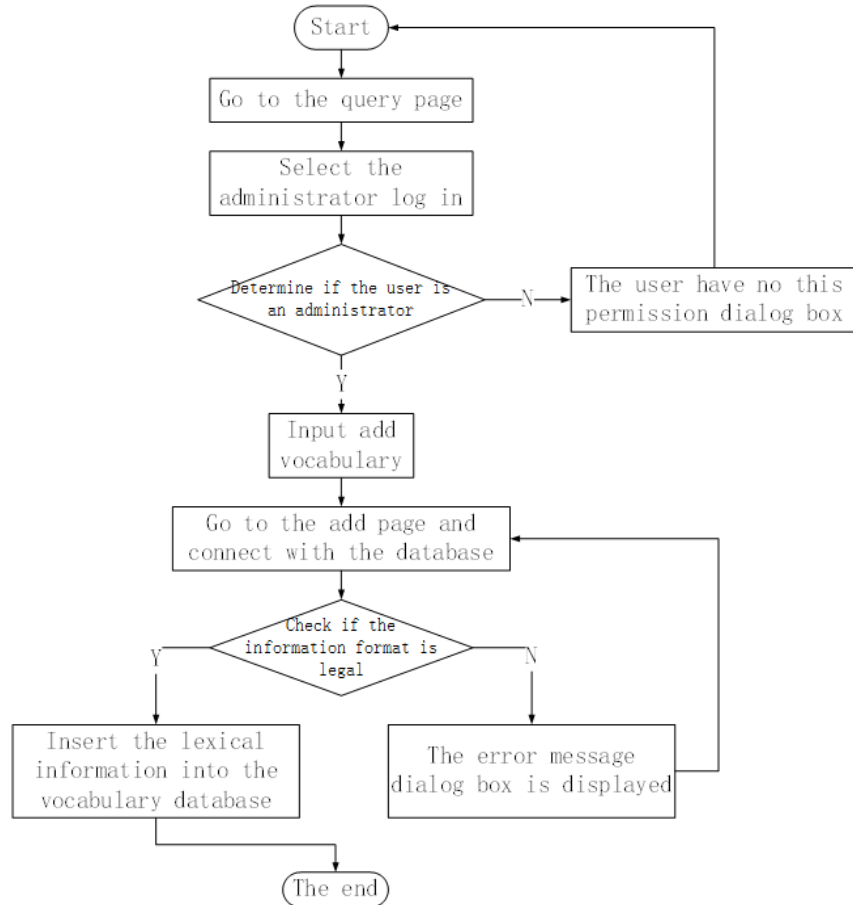 Start
Go to the query page
Select the
administrator log in
Determine if the user is
an administrator
N
The user have no this
permission dialog box
Y
Input add
vocabulary
Go to the add page and
connect with the database
Check if the
information format is
legal
Y
N
Insert the lexical
information into the
vocabulary database
The error message
dialog box is displayed
The end